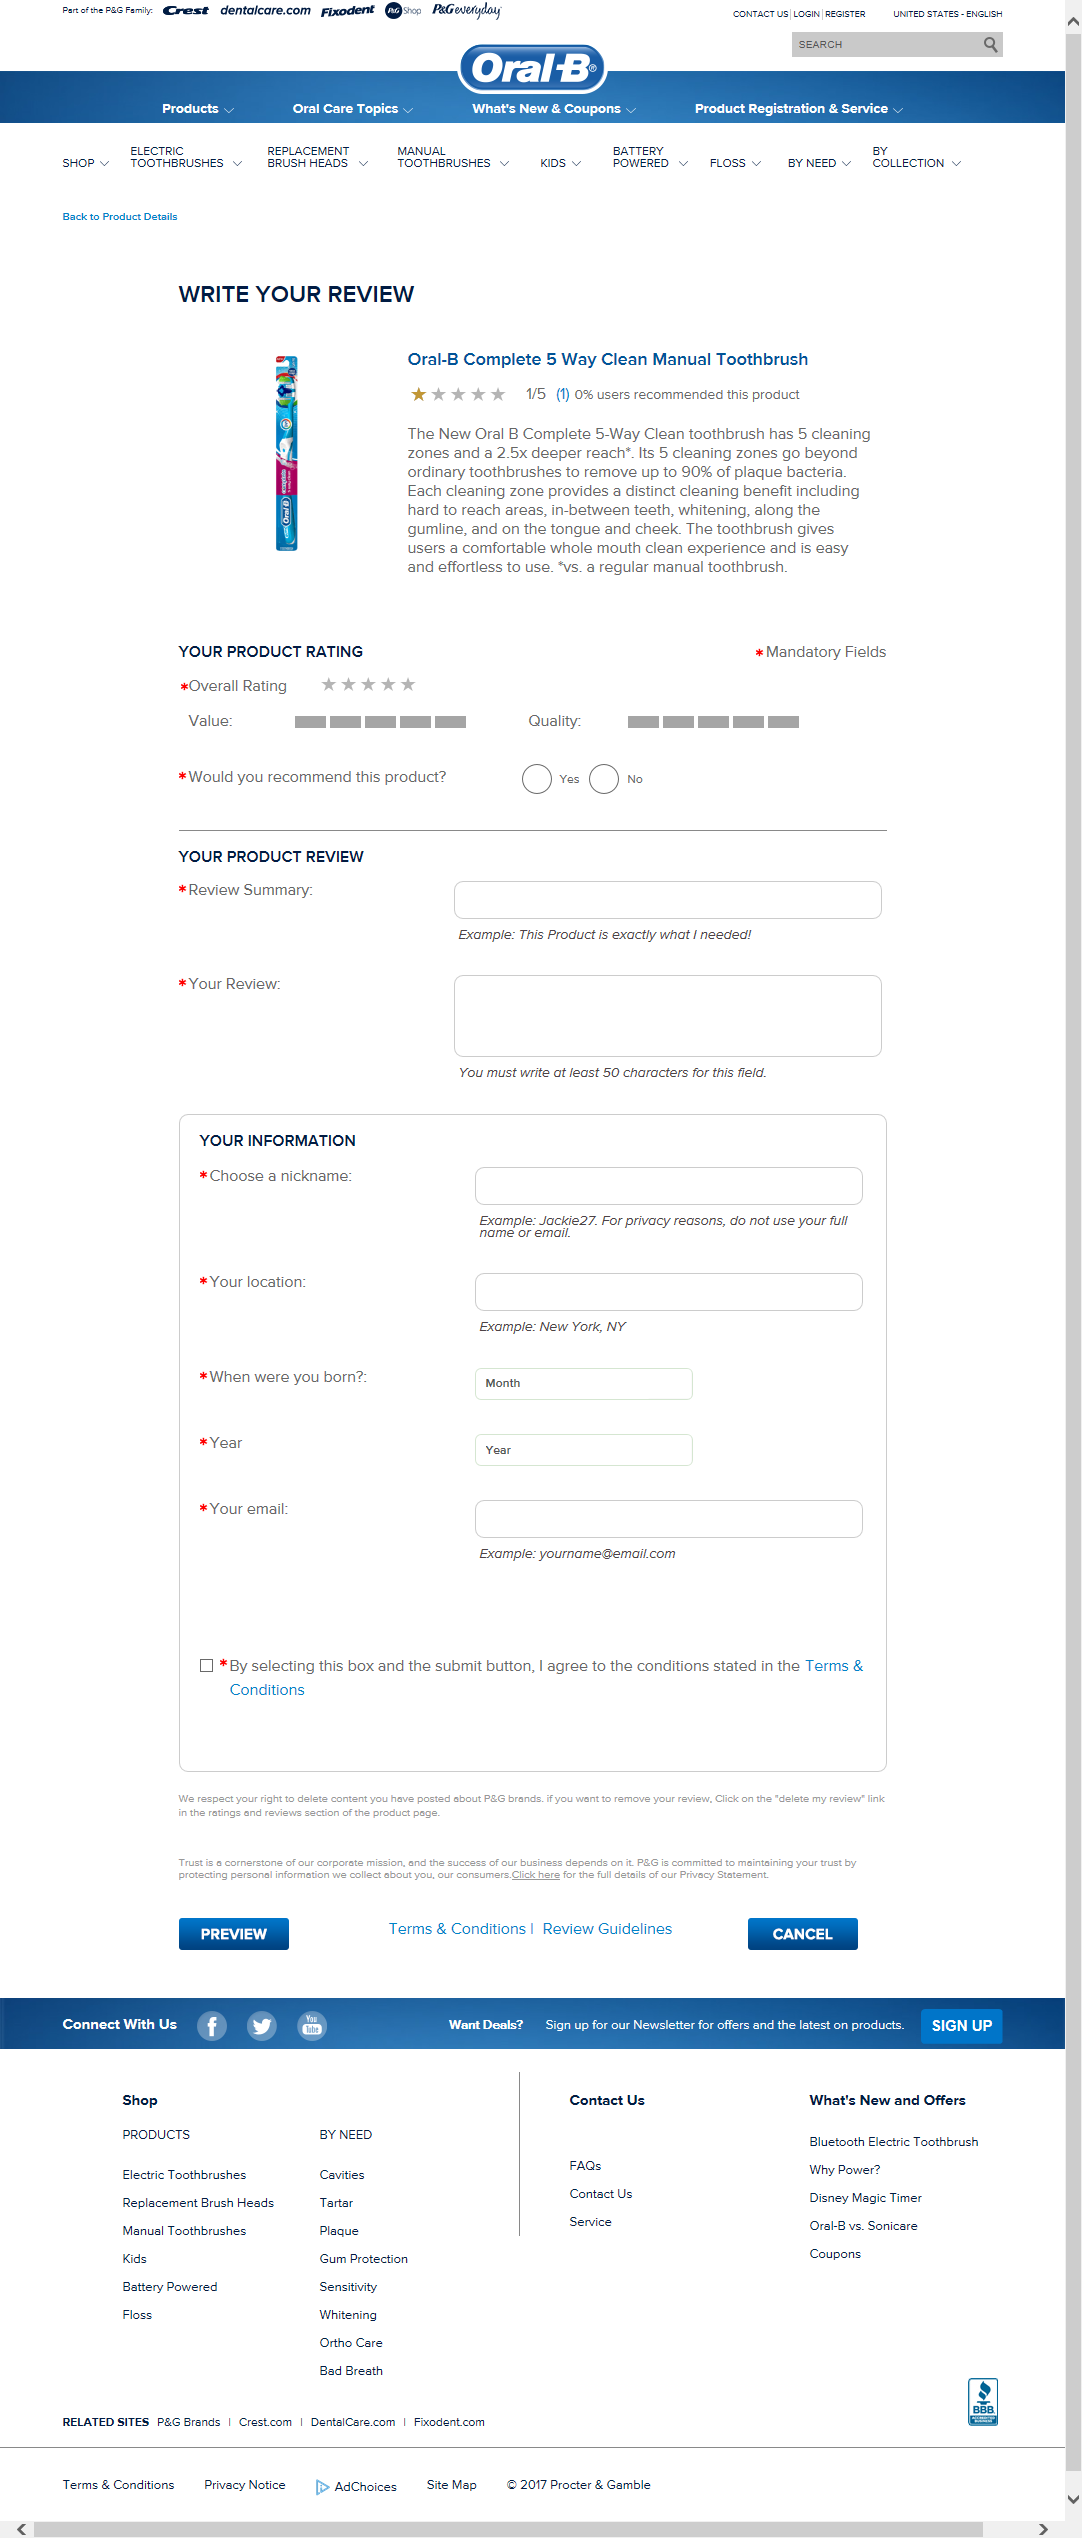 Part of the P&G Family: Crest dentalcare.com Fixodent P&G Shop P&G everyday
CONTACT US LOGIN REGISTER UNITED STATES - ENGLISH
SEARCH
Oral-B®
Products Oral Care Topics What's New & Coupons Product Registration & Service
SHOP ELECTRIC TOOTHBRUSHES REPLACEMENT BRUSH HEADS MANUAL TOOTHBRUSHES KIDS BATTERY POWERED FLOSS BY NEED BY COLLECTION
Back to Product Details
WRITE YOUR REVIEW
Oral-B Complete 5 Way Clean Manual Toothbrush
1/5 (1) 0% users recommended this product
The New Oral B Complete 5-Way Clean toothbrush has 5 cleaning
zones and a 2.5x deeper reach*. Its 5 cleaning zones go beyond
ordinary toothbrushes to remove up to 90% of plaque bacteria.
Each cleaning zone provides a distinct cleaning benefit including
hard to reach areas, in-between teeth, whitening, along the
gumline, and on the tongue and cheek. The toothbrush gives
users a comfortable whole mouth clean experience and is easy
and effortless to use. *vs. a regular manual toothbrush.
Oral-B
YOUR PRODUCT RATING
*Mandatory Fields
*Overall Rating
Value: Quality:
*Would you recommend this product? Yes No
YOUR PRODUCT REVIEW
*Review Summary:
Example: This Product is exactly what I needed!
*Your Review:
You must write at least 50 characters for this field.
YOUR INFORMATION
*Choose a nickname:
Example: Jackie27. For privacy reasons, do not use your full
name or email.
*Your location:
Example: New York, NY
*When were you born?: Month
*Year Year
*Your email:
Example: yourname@email.com
*By selecting this box and the submit button, I agree to the conditions stated in the Terms &
Conditions
We respect your right to delete content you have posted about P&G brands. if you want to remove your review, Click on the "delete my review" link
in the ratings and reviews section of the product page.
Trust is a cornerstone of our corporate mission, and the success of our business depends on it. P&G is committed to maintaining your trust by
protecting personal information we collect about you, our consumers.Click here for the full details of our Privacy Statement.
PREVIEW Terms & Conditions | Review Guidelines CANCEL
Connect With Us f You Tube Want Deals? Sign up for our Newsletter for offers and the latest on products. SIGN UP
Shop
PRODUCTS
Electric Toothbrushes
Replacement Brush Heads
Manual Toothbrushes
Kids
Battery Powered
Floss
BY NEED
Cavities
Tartar
Plaque
Gum Protection
Sensitivity
Whitening
Ortho Care
Bad Breath
Contact Us
FAQs
Contact Us
Service
What's New and Offers
Bluetooth Electric Toothbrush
Why Power?
Disney Magic Timer
Oral-B vs. Sonicare
Coupons
BBB
RELATED SITES P&G Brands | Crest.com | DentalCare.com | Fixodent.com
Terms & Conditions Privacy Notice AdChoices Site Map © 2017 Procter & Gamble